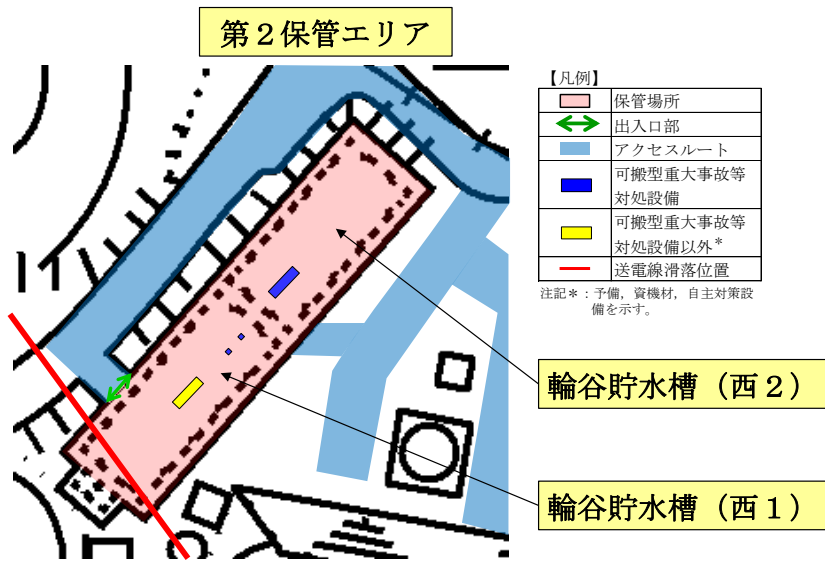 第２保管エリア
【凡例】
保管場所
出入口部
アクセスルート
可搬型重大事故等
対処設備
可搬型重大事故等
対処設備以外*
送電線滑落位置
注記＊：予備，資機材，自主対策設
備を示す。
輪谷貯水槽（西２）
輪谷貯水槽（西１）